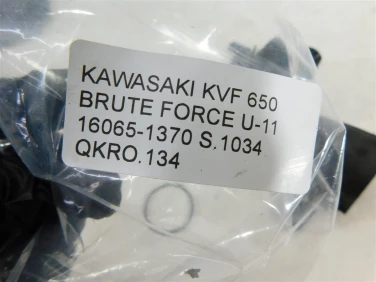 KAWASAKI KVF 650
BRUTE FORCE U-11
16065-1370 S.1034
QKRO.134